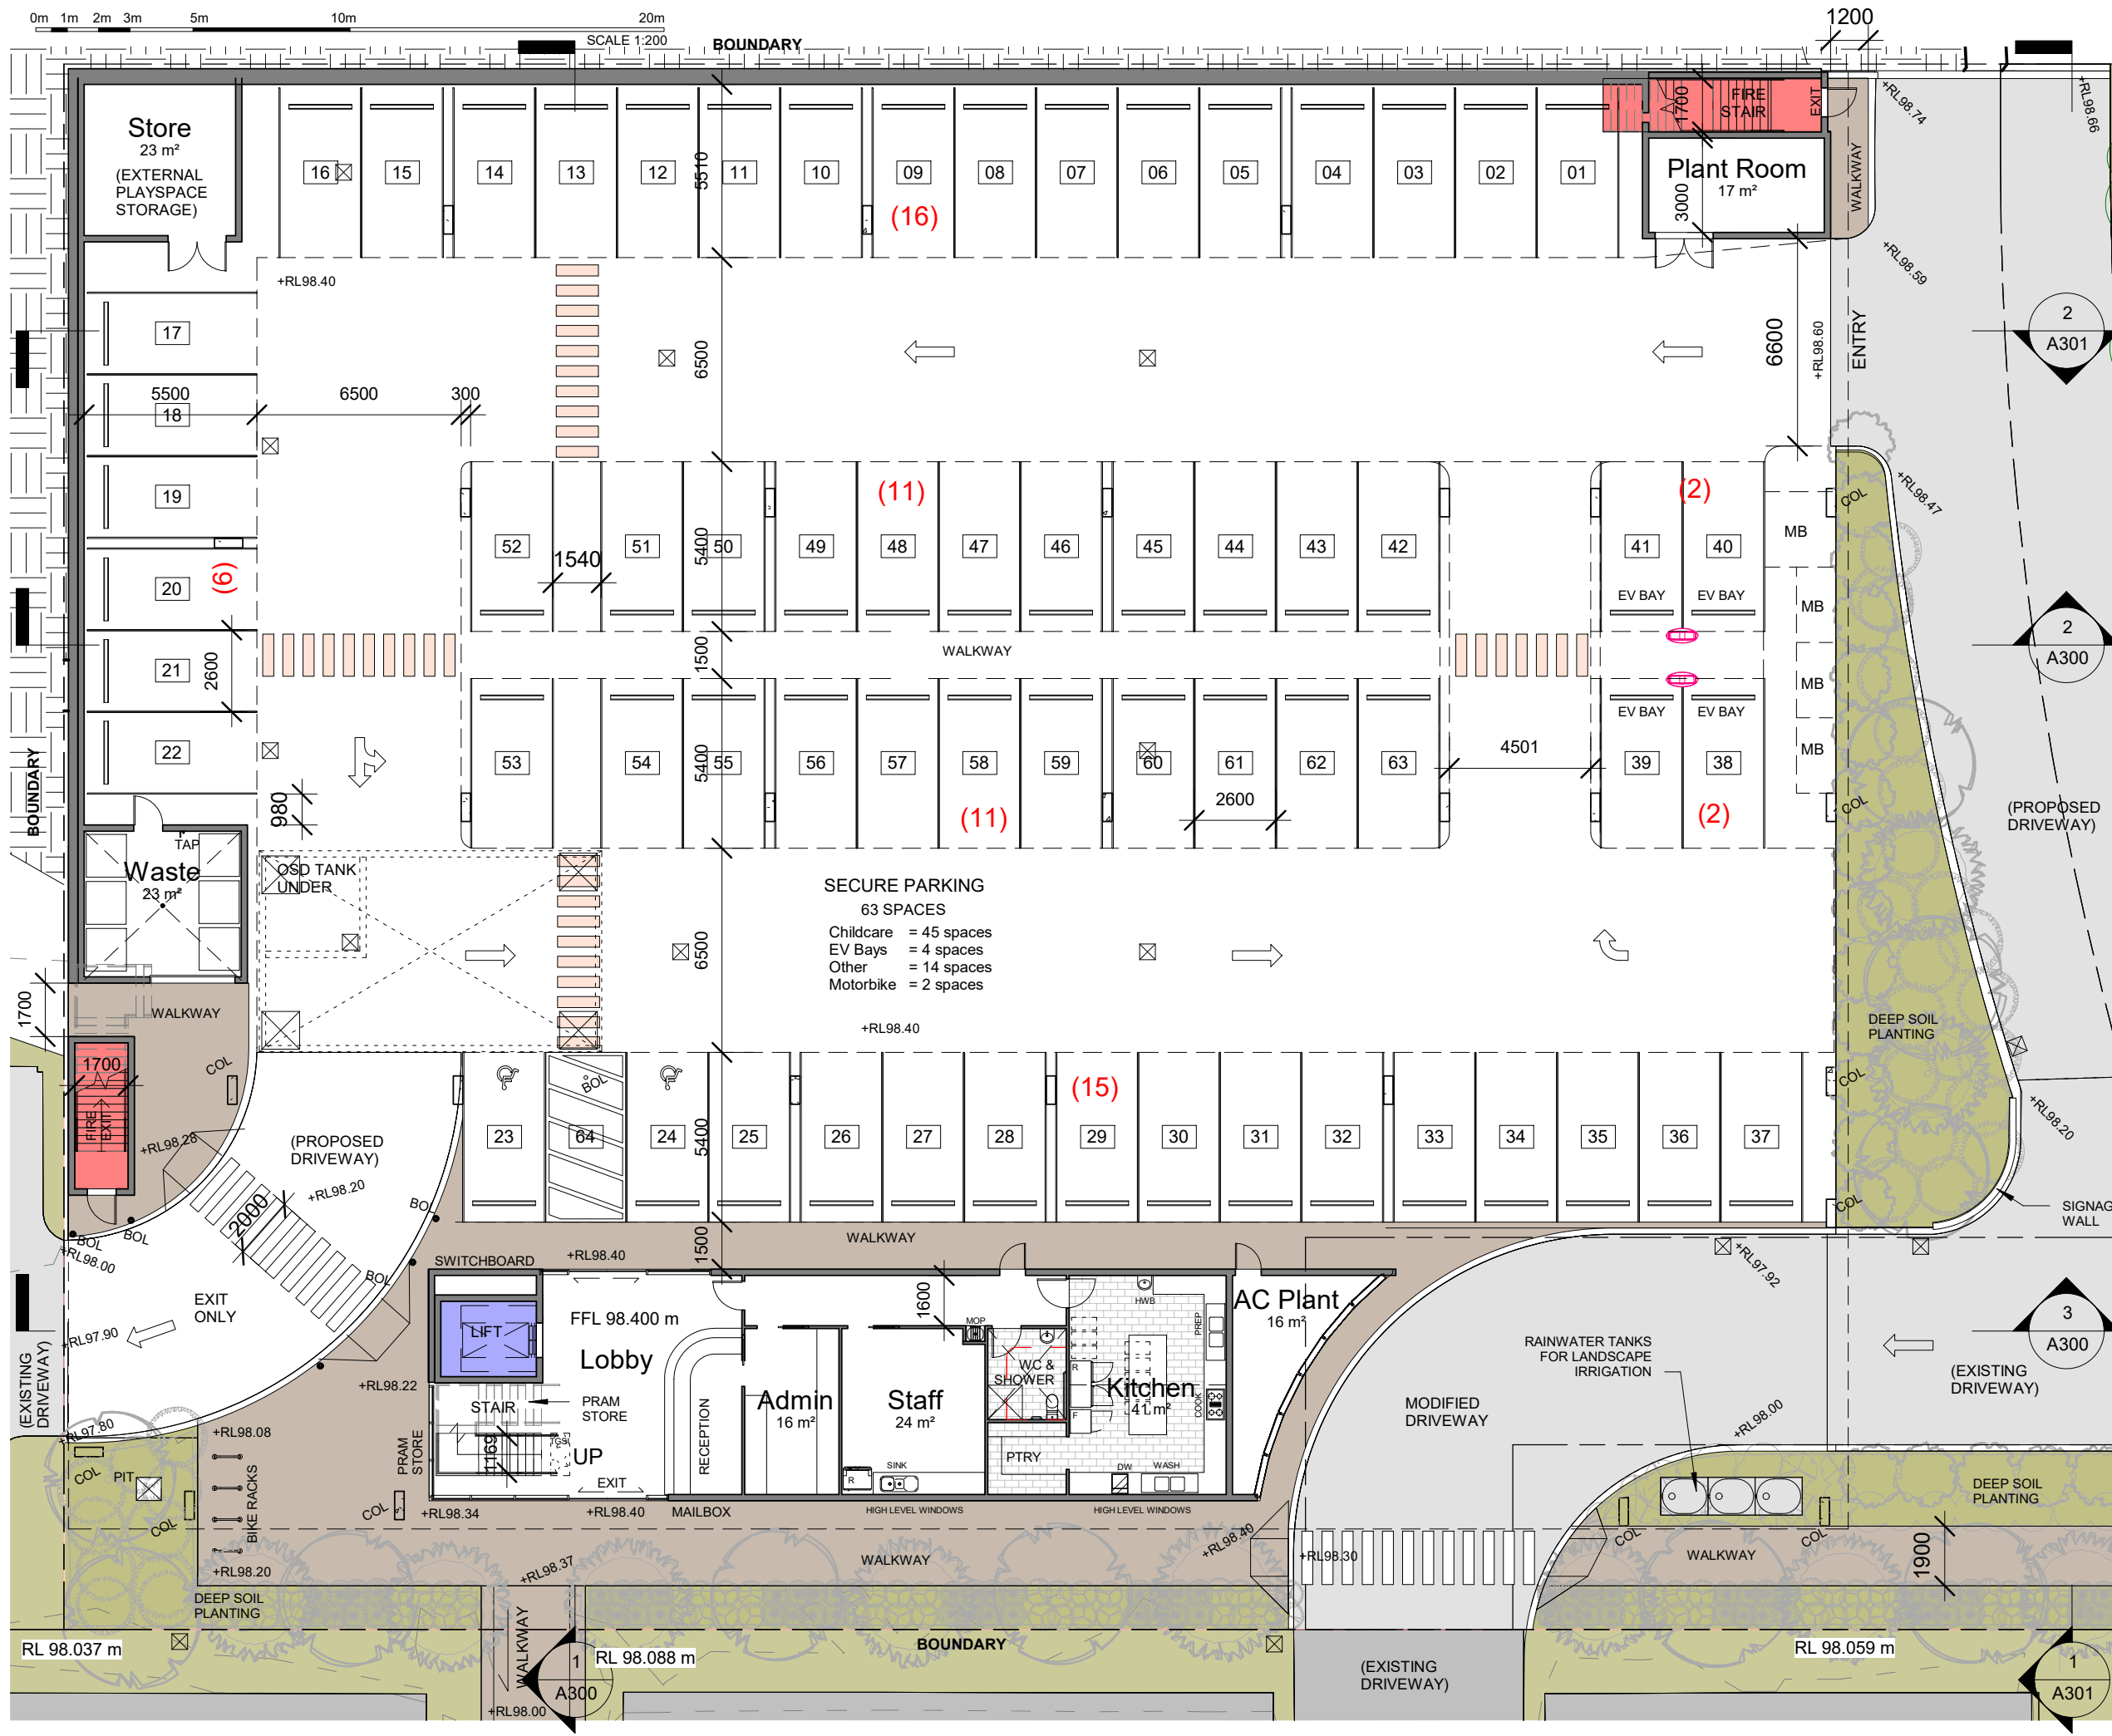 0m 1m 2m 3m 5m 10m 20m
SCALE 1:200
BOUNDARY
1200
Store
23 m²
(EXTERNAL
PLAYSPACE
STORAGE)
16 15 14 13 12 11 10 09 08 07 06 05 04 03 02 01
5510
(16)
1700
FIRE
STAIR
EXIT
Plant Room
17 m²
3000
WALKWAY
+RL98.74
+RL98.66
+RL98.59
+RL98.40
17
5500 6500 300
18
19
20
(6)
21
2600
22
980
6500
6600
+RL98.60
ENTRY
2
A301
52 1540 51 50 49 48 47 46 45 44 43 42 41 40
(11)
(2)
5400
EV BAY EV BAY
MB
MB
MB
MB
COL
+RL98.47
1500
WALKWAY
2
A300
EV BAY EV BAY
53 54 55 56 57 58 59 60 61 62 63 39 38
5400
2600
4501
(11)
(2)
COL
(PROPOSED
DRIVEWAY)
BOUNDARY
TAP
Waste
23 m²
OSD TANK
UNDER
SECURE PARKING
63 SPACES
Childcare = 45 spaces
EV Bays = 4 spaces
Other = 14 spaces
Motorbike = 2 spaces
6500
+RL98.40
DEEP SOIL
PLANTING
1700
WALKWAY
1700
FIRE
EXIT
COL
+RL98.28
(PROPOSED
DRIVEWAY)
+RL98.20
2000
BOL
BOL
BOL
BOL
+RL98.00
BOL
(15)
23 64 24 25 26 27 28 29 30 31 32 33 34 35 36 37
5400
COL
COL
+RL98.20
SIGNAG
WALL
WALKWAY
1500
SWITCHBOARD
+RL98.40
+RL97.92
EXIT
ONLY
+RL97.90
(EXISTING
DRIVEWAY)
+RL97.80
LIFT
FFL 98.400 m
Lobby
STAIR
PRAM
STORE
1169
TGSI
UP
EXIT
PRAM
STORE
RECEPTION
Admin
16 m²
1600
Staff
24 m²
MOP
SINK
R
WC &
SHOWER
PTRY
HWB
PREP
R
F
Kitchen
41 m²
COOK
DW WASH
AC Plant
16 m²
RAINWATER TANKS
FOR LANDSCAPE
IRRIGATION
MODIFIED
DRIVEWAY
3
A300
(EXISTING
DRIVEWAY)
+RL98.00
+RL98.22
+RL98.08
COL
PIT
COL
BIKE RACKS
+RL98.20
COL
+RL98.34
+RL98.40
MAILBOX
HIGH LEVEL WINDOWS
HIGH LEVEL WINDOWS
+RL98.40
+RL98.30
COL
COL
DEEP SOIL
PLANTING
WALKWAY
WALKWAY
1900
+RL98.37
DEEP SOIL
PLANTING
WALKWAY
BOUNDARY
RL 98.037 m
RL 98.088 m
RL 98.059 m
1
A300
+RL98.00
(EXISTING
DRIVEWAY)
1
A301